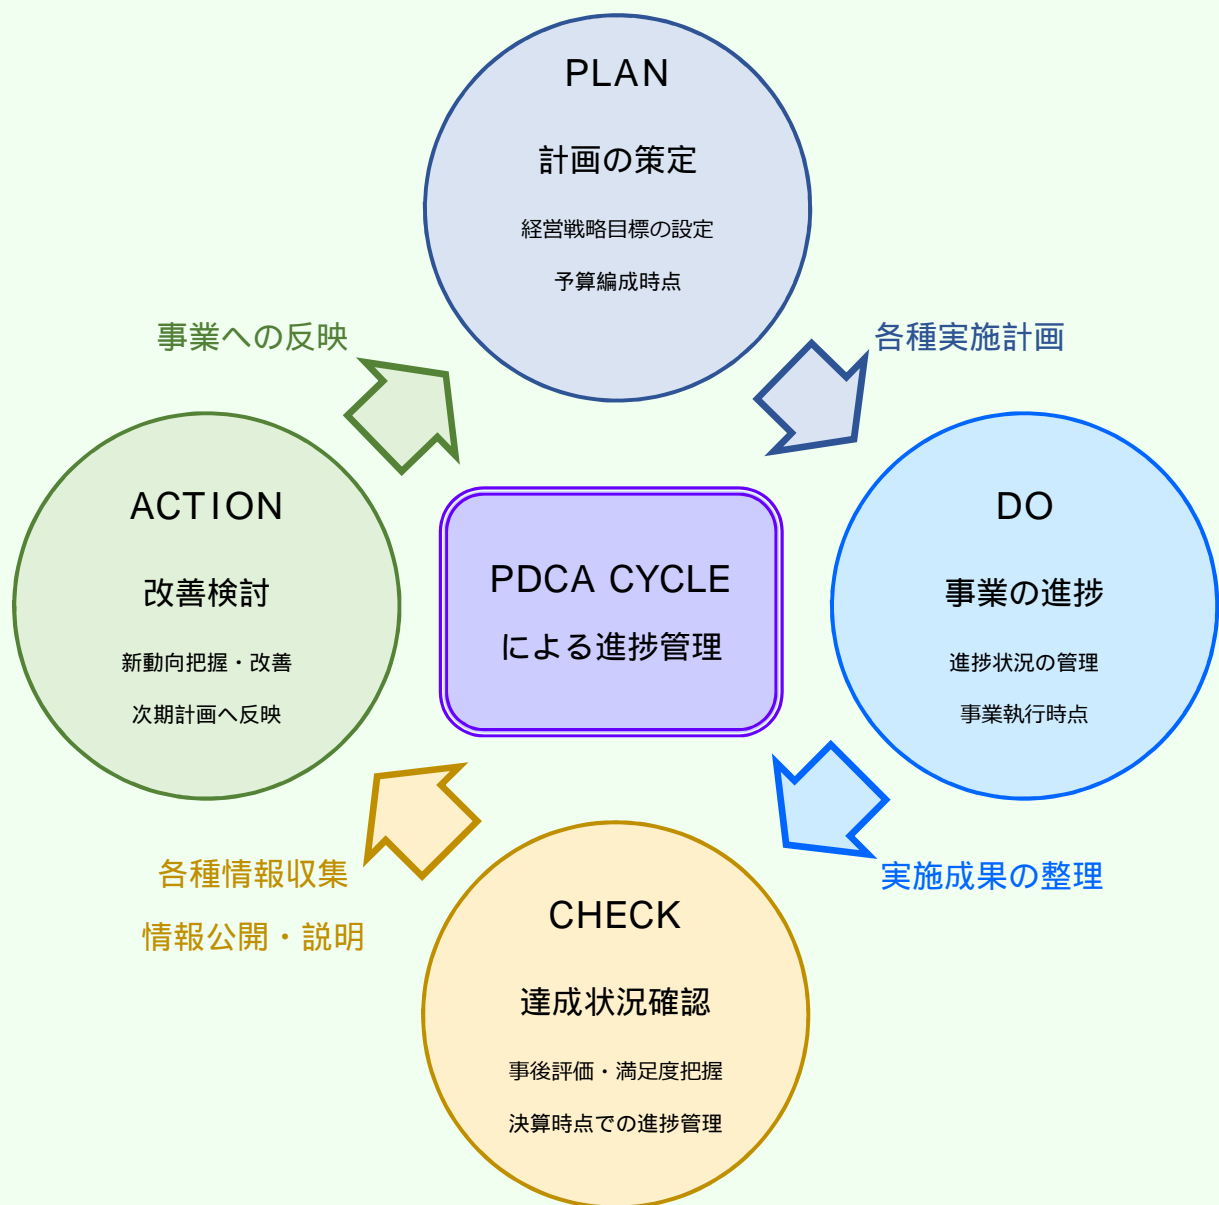 PLAN
計画の策定
経営戦略目標の設定
予算編成時点
事業への反映
各種実施計画
ACTION
改善検討
新動向把握・改善
次期計画へ反映
PDCA CYCLE
による進捗管理
DO
事業の進捗
進捗状況の管理
事業執行時点
各種情報収集
情報公開・説明
実施成果の整理
CHECK
達成状況確認
事後評価・満足度把握
決算時点での進捗管理